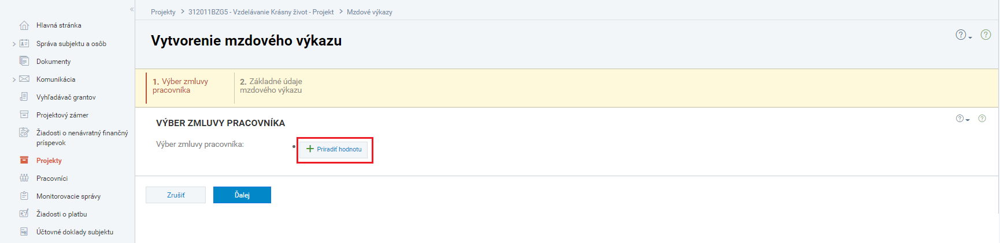 Projekty > 312011BZG5 - Vzdelávanie Krásny život - Projekt > Mzdové výkazy
Hlavná stránka
Správa subjektu a osôb
Dokumenty
Komunikácia
Vyhľadávač grantov
Projektový zámer
Žiadosti o nenávratný finančný
príspevok
Projekty
Pracovníci
Monitorovacie správy
Žiadosti o platbu
Účtovné doklady subjektu
Vytvorenie mzdového výkazu
1. Výber zmluvy
pracovníka
2. Základné údaje
mzdového výkazu
VÝBER ZMLUVY PRACOVNÍKA
Výber zmluvy pracovníka:
Priradiť hodnotu
Zrušiť
Ďalej